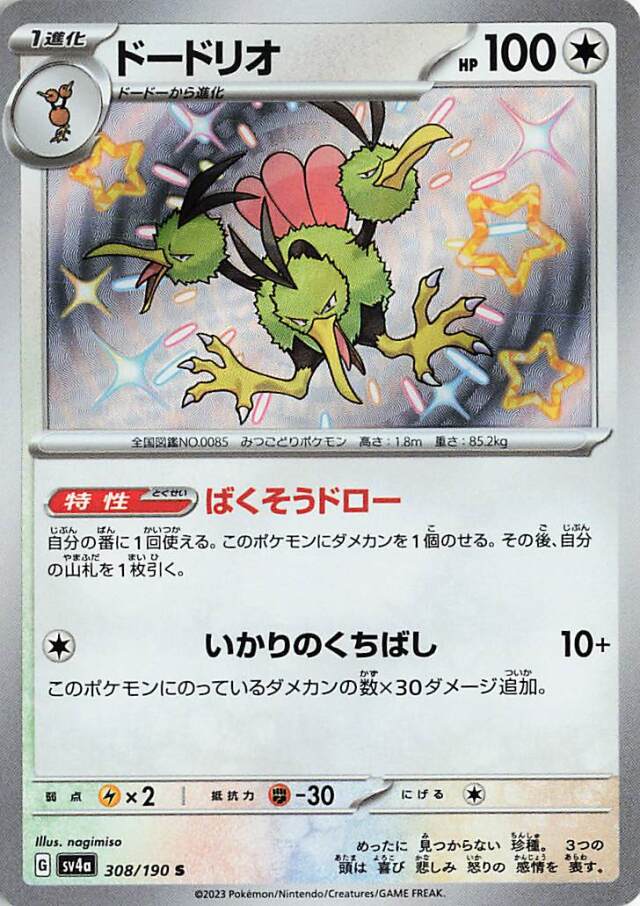 1進化
ドードリオ
HP 100
ドードーから進化
全国図鑑NO.0085 みつごどりポケモン 高さ:1.8m 重さ:85.2kg
特性 とくせい ばくそうドロー
自分の番に1回使える。このポケモンにダメカンを1個のせる。その後、自分
の山札を1枚引く。
いかりのくちばし 10+
このポケモンにのっているダメカンの数×30ダメージ追加。
弱点 ×2 抵抗力 -30 にげる
Illus. nagimiso
G sv4a 308/190 S
めったに 見つからない 珍種。 3つの
頭は 喜び 悲しみ 怒りの 感情を 表す。
©2023 Pokémon/Nintendo/Creatures/GAME FREAK.